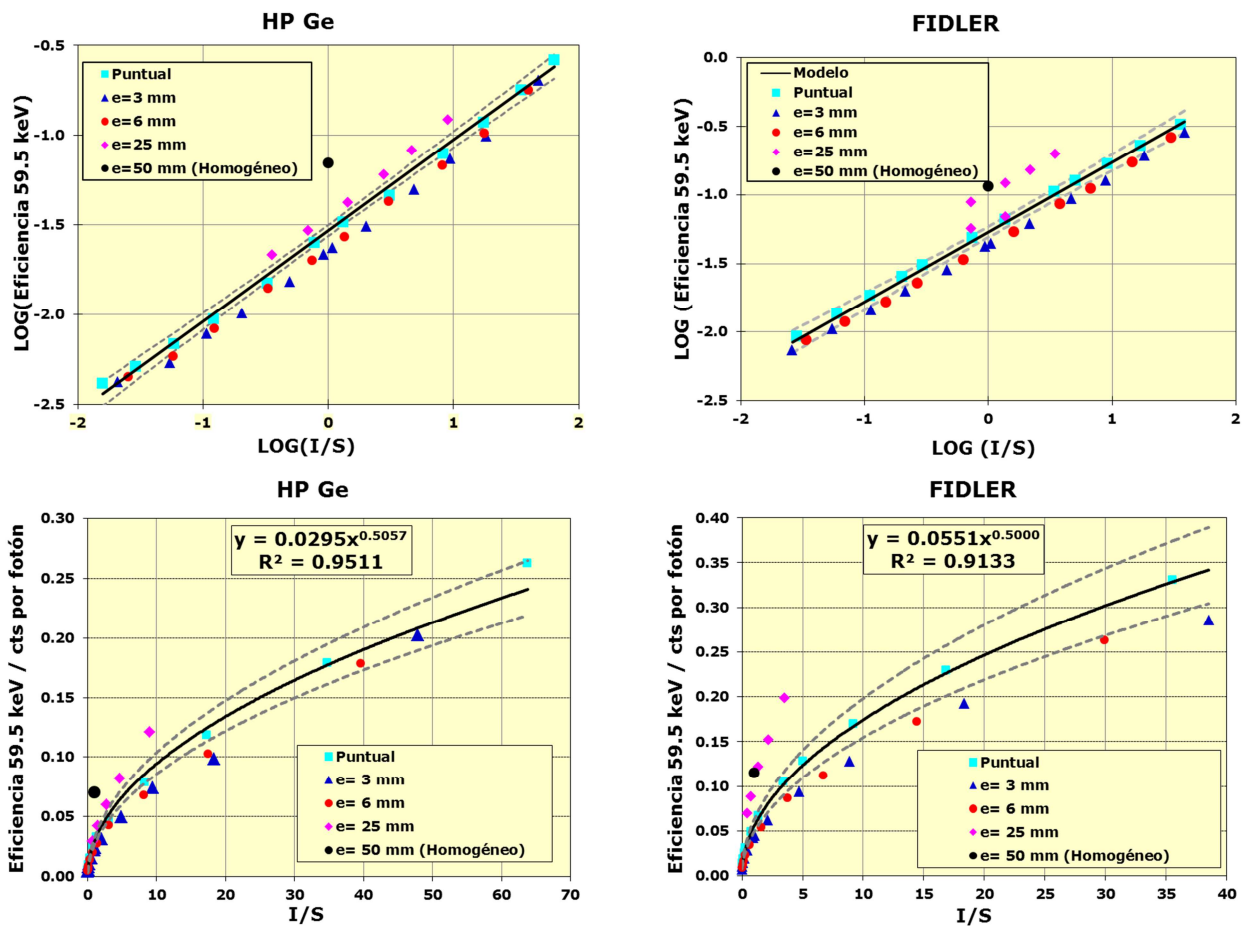 HP Ge
LOG(Eficiencia 59.5 keV)
-0.5
-1.0
-1.5
-2.0
-2.5
Puntual
e=3 mm
e=6 mm
e=25 mm
e=50 mm (Homogéneo)
-2 -1 0 1 2
LOG(I/S)
FIDLER
LOG (Eficiencia 59.5 keV)
0.0
-0.5
-1.0
-1.5
-2.0
-2.5
Modelo
Puntual
e=3 mm
e=6 mm
e=25 mm
e=50 mm (Homogéneo)
-2 -1 0 1 2
LOG (I/S)
HP Ge
Eficiencia 59.5 keV / cts por fotón
0.30
0.25
0.20
0.15
0.10
0.05
0.00
y = 0.0295x^0.5057
R² = 0.9511
Puntual
e= 3 mm
e= 6 mm
e= 25 mm
e= 50 mm (Homogéneo)
0 10 20 30 40 50 60 70
I/S
FIDLER
Eficiencia 59.5 keV / cts por fotón
0.40
0.35
0.30
0.25
0.20
0.15
0.10
0.05
0.00
y = 0.0551x^0.5000
R² = 0.9133
Puntual
e= 3 mm
e= 6 mm
e= 25 mm
e= 50 mm (Homogéneo)
0 5 10 15 20 25 30 35 40
I/S